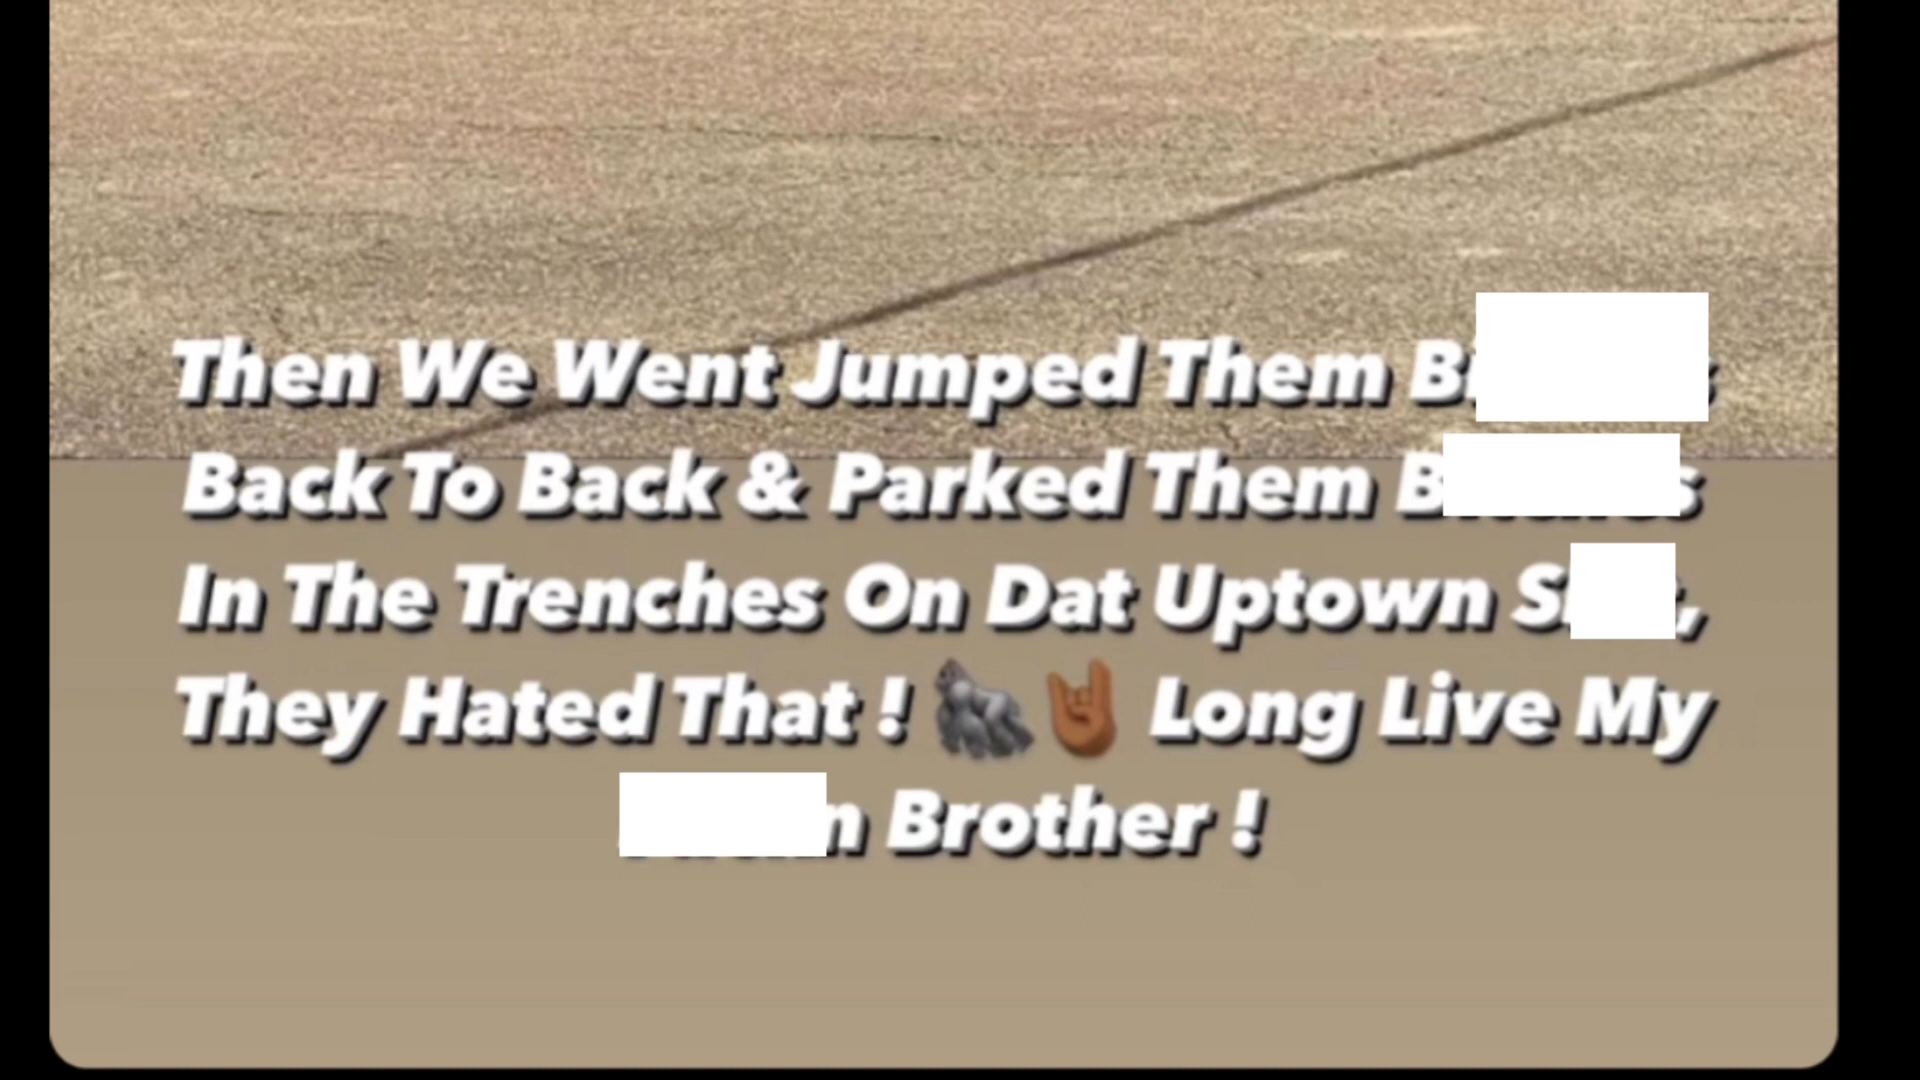 Then We Went Jumped Them
Back To Back & Parked Them
In The Trenches On Dat Uptown
They Hated That ! 🦍🤘🏾 Long Live My
Brother !